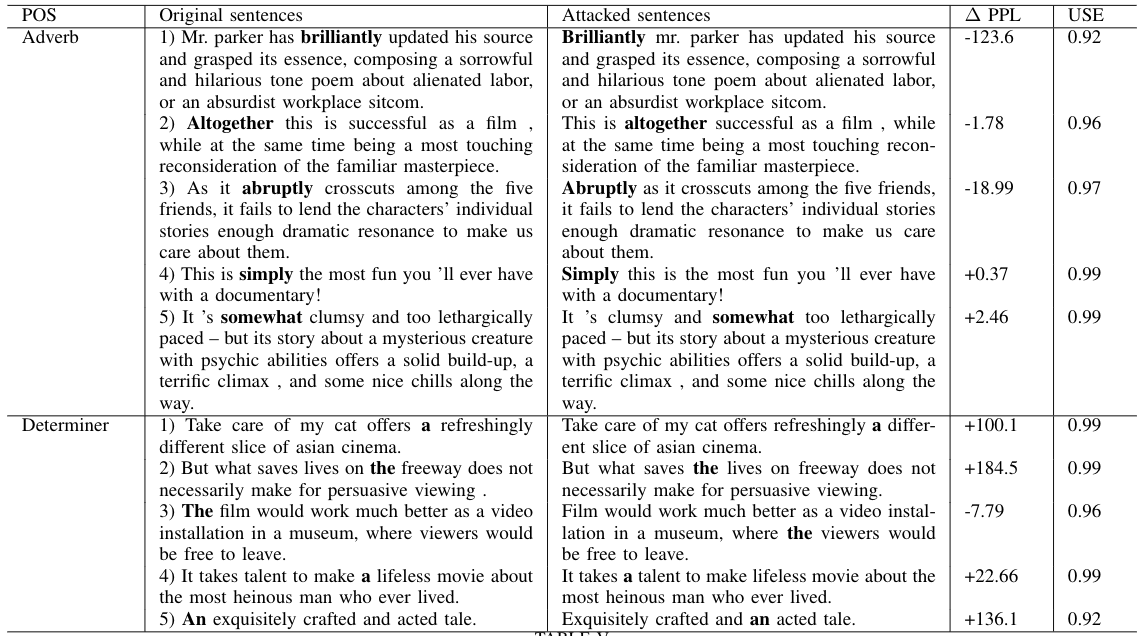 POS Original sentences Attacked sentences Δ PPL USE
Adverb 1) Mr. parker has brilliantly updated his source Brilliantly mr. parker has updated his source -123.6 0.92
and grasped its essence, composing a sorrowful and grasped its essence, composing a sorrowful
and hilarious tone poem about alienated labor, and hilarious tone poem about alienated labor,
or an absurdist workplace sitcom. or an absurdist workplace sitcom.
2) Altogether this is successful as a film , This is altogether successful as a film , while -1.78 0.96
while at the same time being a most touching at the same time being a most touching recon-
reconsideration of the familiar masterpiece. sideration of the familiar masterpiece.
3) As it abruptly crosscuts among the five Abruptly as it crosscuts among the five friends, -18.99 0.97
friends, it fails to lend the characters' individual it fails to lend the characters' individual stories
stories enough dramatic resonance to make us enough dramatic resonance to make us care
care about them. about them.
4) This is simply the most fun you 'll ever have Simply this is the most fun you 'll ever have +0.37 0.99
with a documentary! with a documentary!
5) It 's somewhat clumsy and too lethargically It 's clumsy and somewhat too lethargically +2.46 0.99
paced – but its story about a mysterious creature paced – but its story about a mysterious creature
with psychic abilities offers a solid build-up, a with psychic abilities offers a solid build-up, a
terrific climax , and some nice chills along the terrific climax , and some nice chills along the
way. way.
Determiner 1) Take care of my cat offers a refreshingly Take care of my cat offers refreshingly a differ- +100.1 0.99
different slice of asian cinema. ent slice of asian cinema.
2) But what saves lives on the freeway does not But what saves the lives on freeway does not +184.5 0.99
necessarily make for persuasive viewing . necessarily make for persuasive viewing.
3) The film would work much better as a video Film would work much better as a video instal- -7.79 0.96
installation in a museum, where viewers would lation in a museum, where the viewers would
be free to leave. be free to leave.
4) It takes talent to make a lifeless movie about It takes a talent to make lifeless movie about the +22.66 0.99
the most heinous man who ever lived. most heinous man who ever lived.
5) An exquisitely crafted and acted tale. Exquisitely crafted and an acted tale. +136.1 0.92
TABLE V